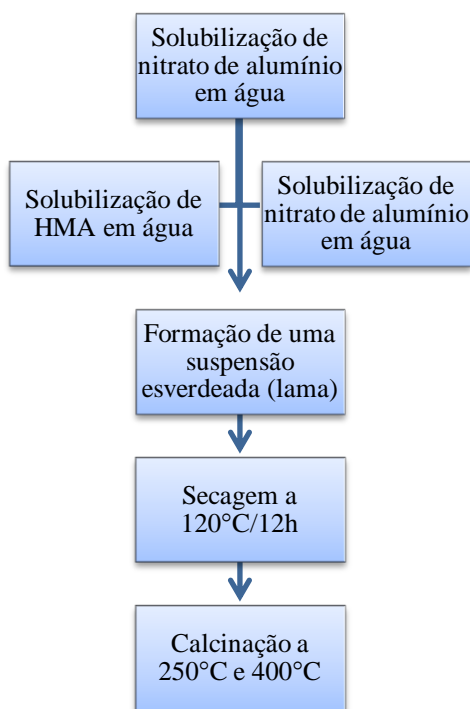 Solubilização de
nitrato de alumínio
em água
Solubilização de
HMA em água
Solubilização de
nitrato de alumínio
em água
Formação de uma
suspensão
esverdeada (lama)
Secagem a
120°C/12h
Calcinação a
250°C e 400°C